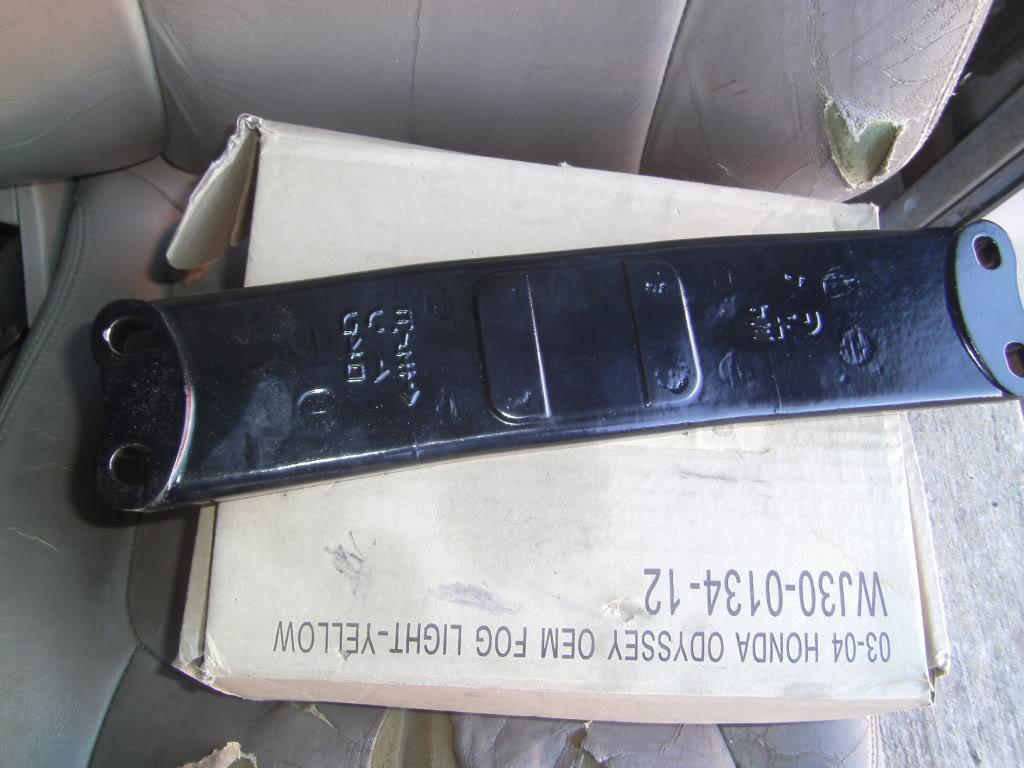 WJ30-0134-12
03-04 HONDA ODYSSEY OEM FOG LIGHT-YELLOW